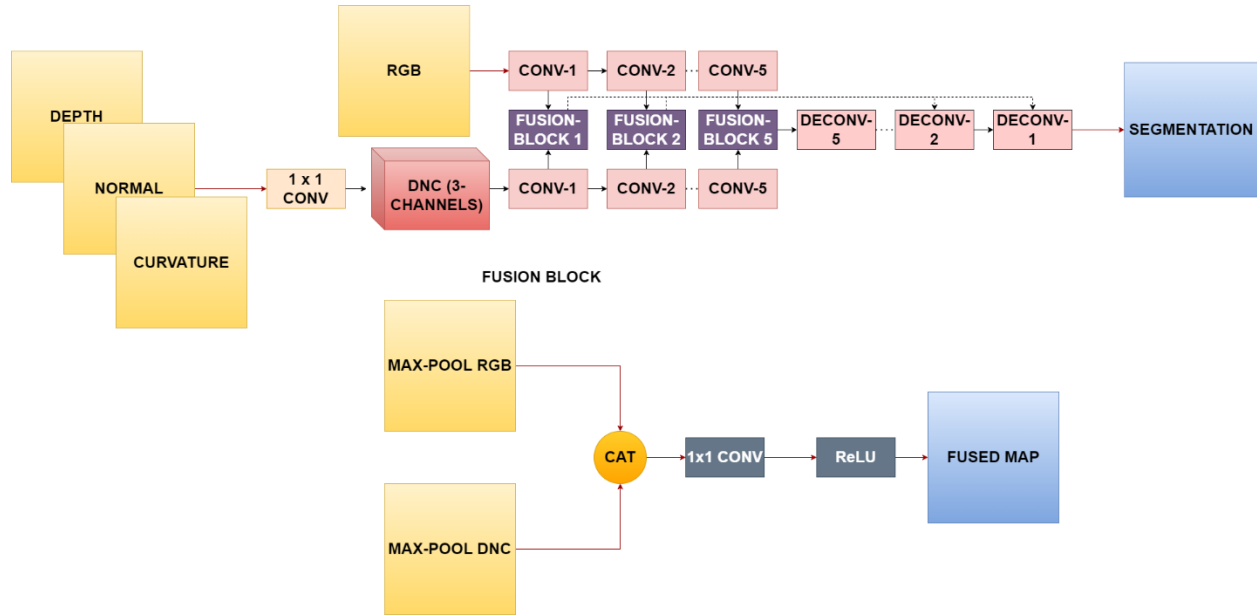 DEPTH
NORMAL
CURVATURE
1 x 1
CONV
DNC (3-
CHANNELS)
RGB
CONV-1
CONV-2
CONV-5
FUSION-
BLOCK 1
FUSION-
BLOCK 2
FUSION-
BLOCK 5
DECONV-
5
DECONV-
2
DECONV-
1
SEGMENTATION
CONV-1
CONV-2
CONV-5
FUSION BLOCK
MAX-POOL RGB
MAX-POOL DNC
CAT
1x1 CONV
ReLU
FUSED MAP